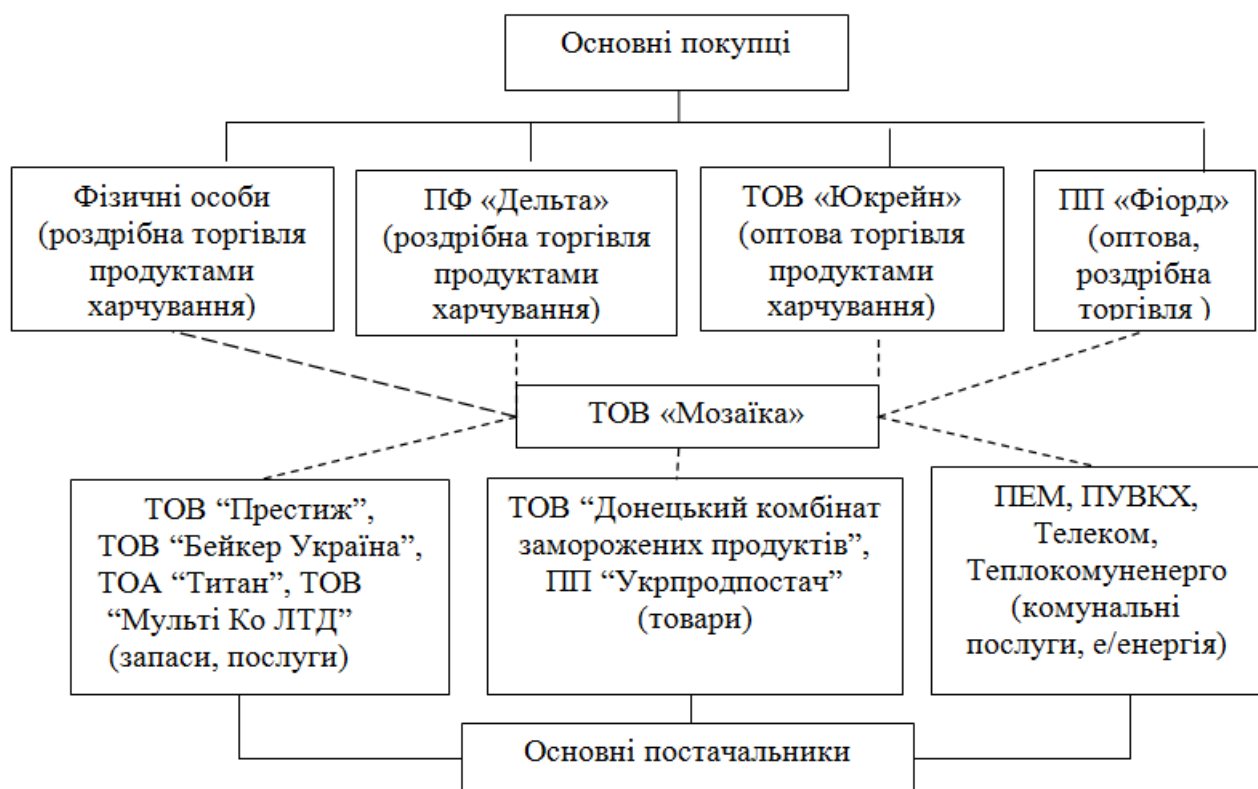 Основні покупці
Фізичні особи
(роздрібна торгівля
продуктами
харчування)
ПФ «Дельта»
(роздрібна торгівля
продуктами
харчування)
ТОВ «Юкрейн»
(оптова торгівля
продуктами
харчування)
ПП «Фіорд»
(оптова,
роздрібна
торгівля )
ТОВ «Мозаїка»
ТОВ “Престиж”,
ТОВ “Бейкер Україна”,
ТОА “Титан”, ТОВ
“Мульті Ко ЛТД”
(запаси, послуги)
ТОВ “Донецький комбінат
заморожених продуктів”,
ПП “Укрпродпостач”
(товари)
ПЕМ, ПУВКХ,
Телеком,
Теплокомуненерго
(комунальні
послуги, е/енергія)
Основні постачальники